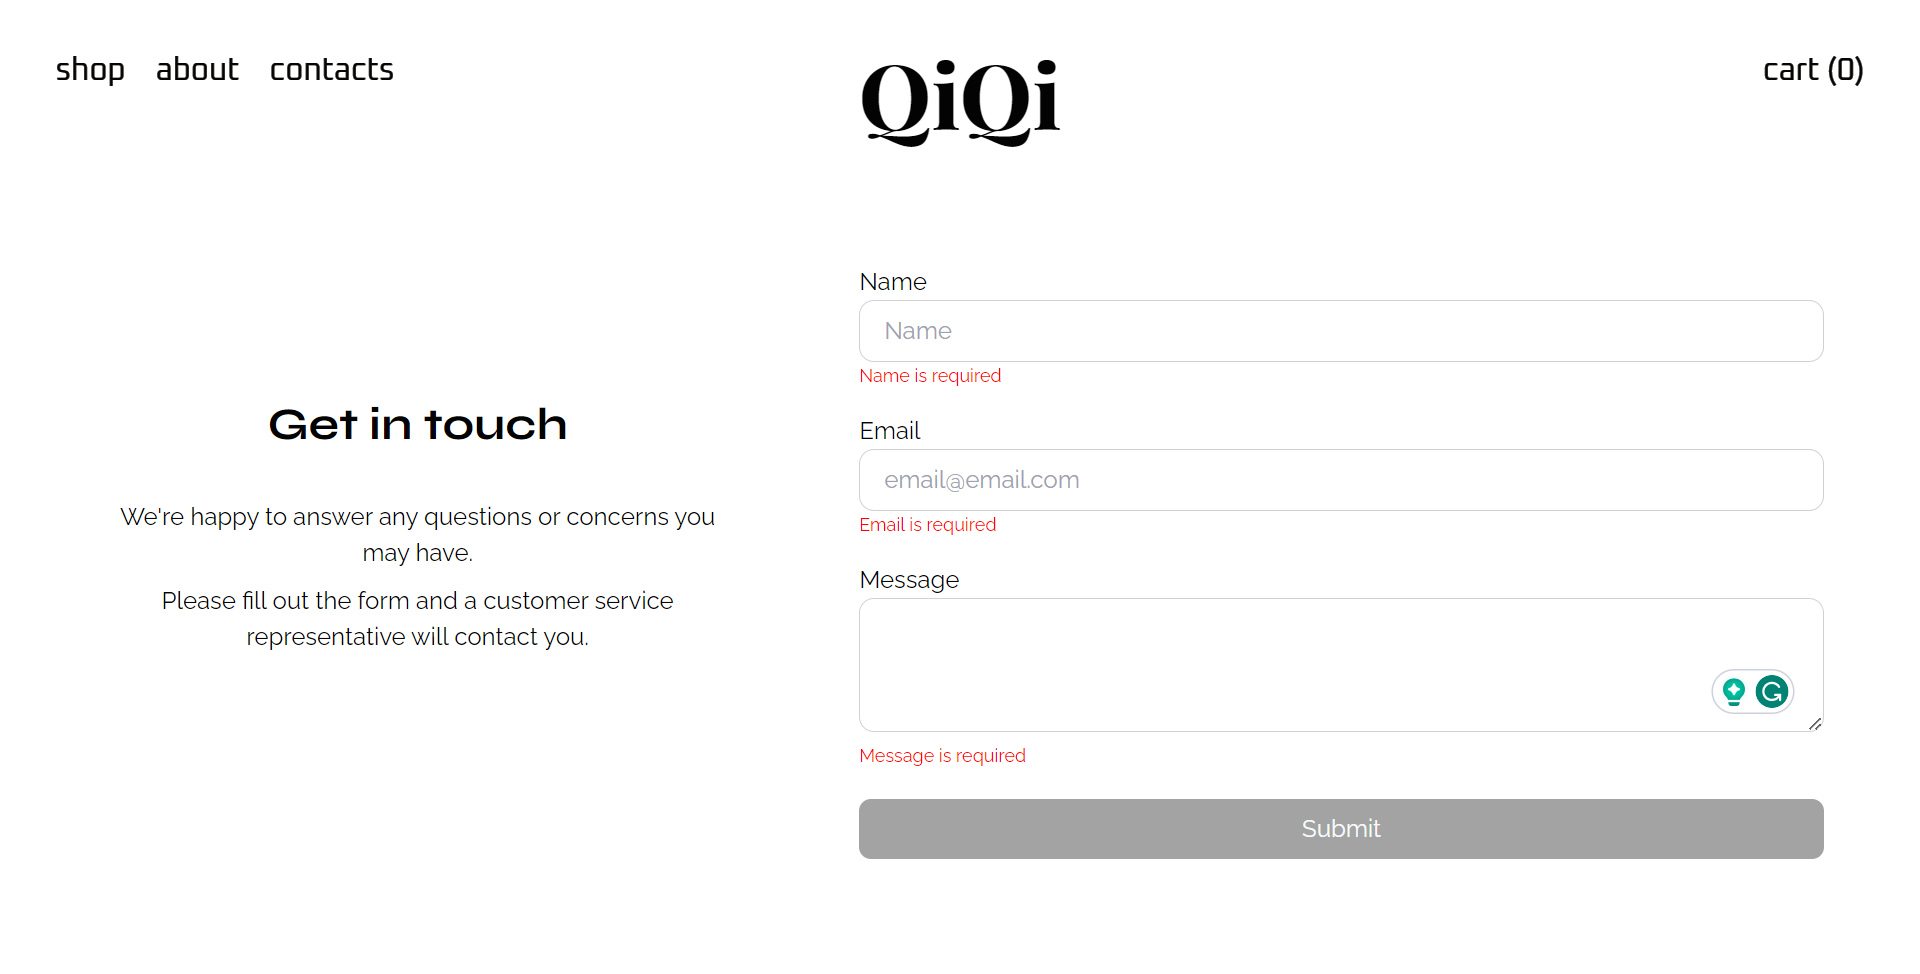 shop about contacts
QiQi
cart (0)
Get in touch
We're happy to answer any questions or concerns you
may have.
Please fill out the form and a customer service
representative will contact you.
Name
Name
Name is required
Email
email@email.com
Email is required
Message
Message is required
Submit